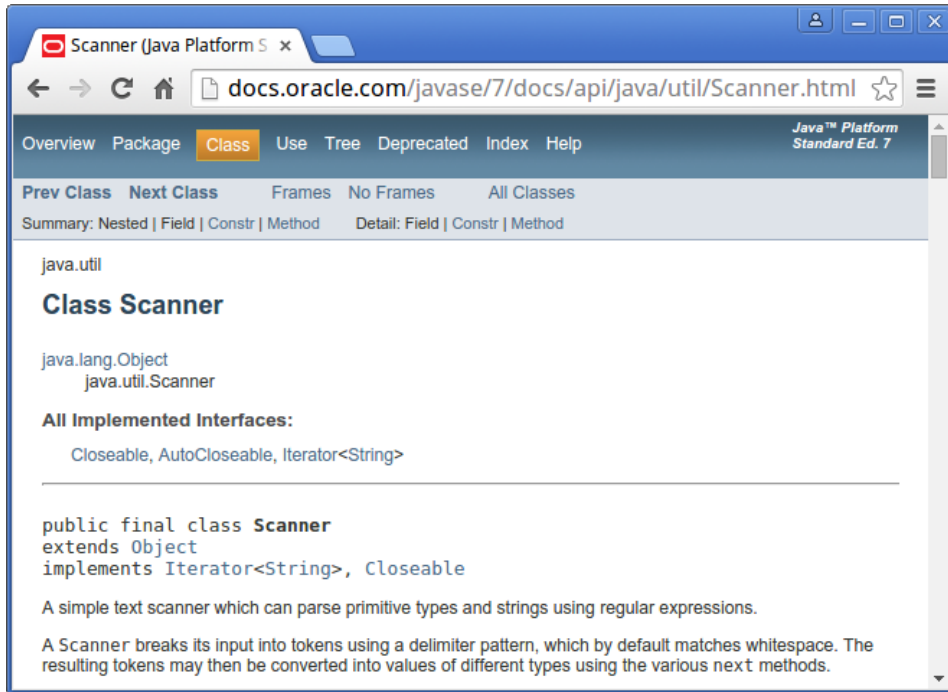 Scanner (Java Platform S
docs.oracle.com/javase/7/docs/api/java/util/Scanner.html
Overview Package Class Use Tree Deprecated Index Help
Java™ Platform
Standard Ed. 7
Prev Class Next Class Frames No Frames All Classes
Summary: Nested | Field | Constr | Method Detail: Field | Constr | Method
java.util
Class Scanner
java.lang.Object
java.util.Scanner
All Implemented Interfaces:
Closeable, AutoCloseable, Iterator<String>
public final class Scanner
extends Object
implements Iterator<String>, Closeable
A simple text scanner which can parse primitive types and strings using regular expressions.
A Scanner breaks its input into tokens using a delimiter pattern, which by default matches whitespace. The
resulting tokens may then be converted into values of different types using the various next methods.